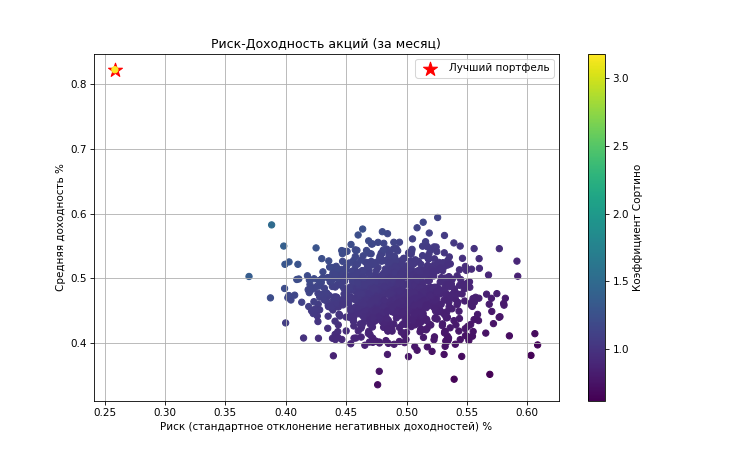 Риск-Доходность акций (за месяц)
Лучший портфель
0.8
0.7
0.6
0.5
0.4
Средняя доходность %
0.25 0.30 0.35 0.40 0.45 0.50 0.55 0.60
Риск (стандартное отклонение негативных доходностей) %
3.0
2.5
2.0
1.5
1.0
Коэффициент Сортино